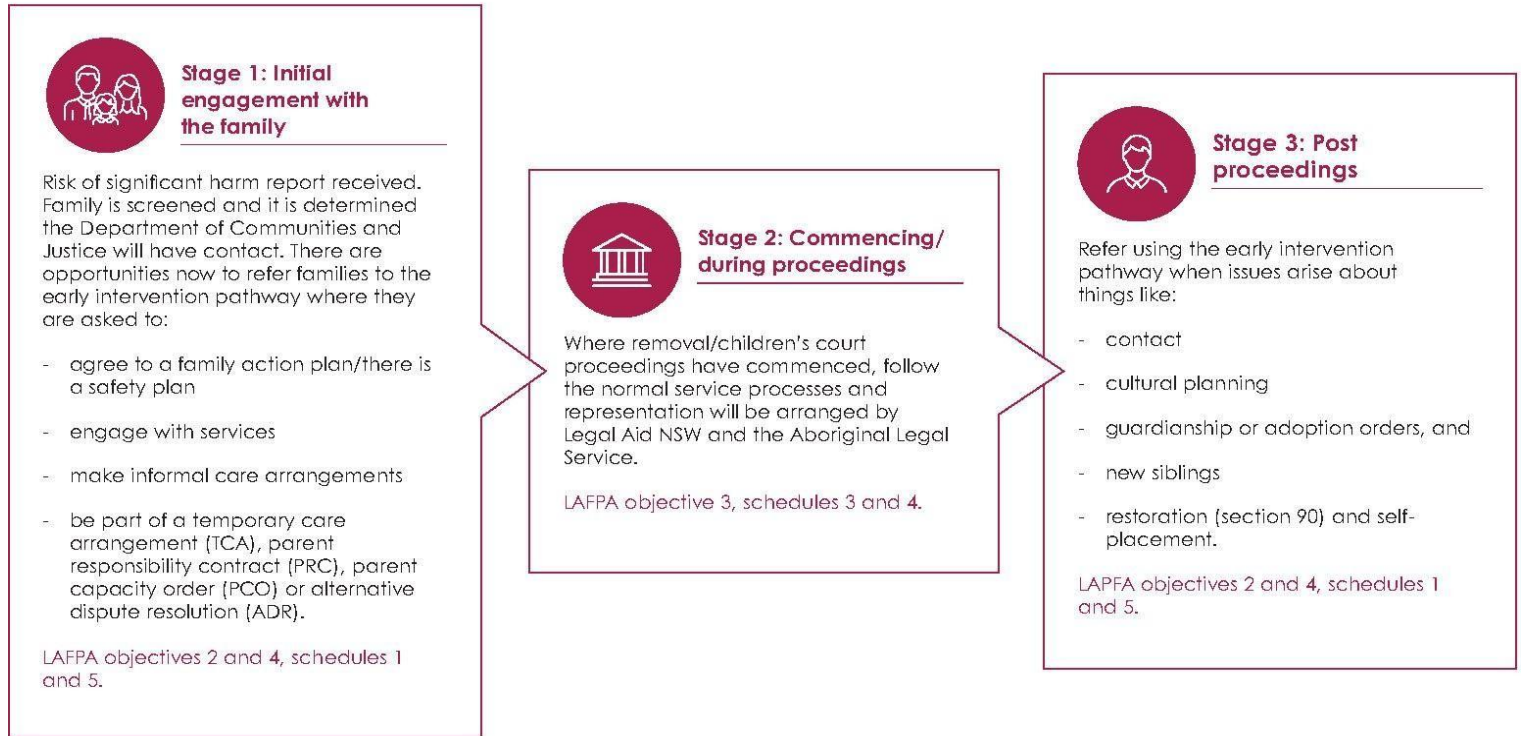 Stage 1: Initial
engagement with
the family
Risk of significant harm report received.
Family is screened and it is determined
the Department of Communities and
Justice will have contact. There are
opportunities now to refer families to the
early intervention pathway where they
are asked to:
- agree to a family action plan/there is
a safety plan
- engage with services
- make informal care arrangements
- be part of a temporary care
arrangement (TCA), parent
responsibility contract (PRC), parent
capacity order (PCO) or alternative
dispute resolution (ADR).
LAFPA objectives 2 and 4, schedules 1
and 5.
Stage 2: Commencing/
during proceedings
Where removal/children's court
proceedings have commenced, follow
the normal service processes and
representation will be arranged by
Legal Aid NSW and the Aboriginal Legal
Service.
LAFPA objective 3, schedules 3 and 4.
Stage 3: Post
proceedings
Refer using the early intervention
pathway when issues arise about
things like:
- contact
- cultural planning
- guardianship or adoption orders, and
- new siblings
- restoration (section 90) and self-
placement.
LAPFA objectives 2 and 4, schedules 1
and 5.